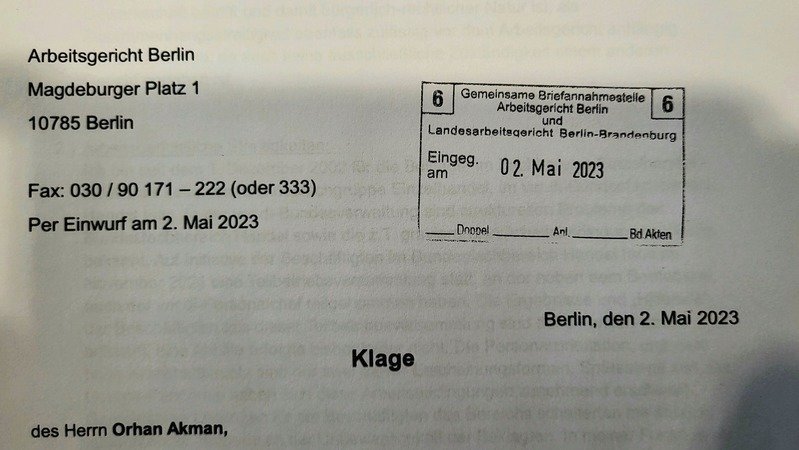 Arbeitsgericht Berlin
Magdeburger Platz 1
10785 Berlin
Fax: 030 / 90 171 – 222 (oder 333)
Per Einwurf am 2. Mai 2023
6 Gemeinsame Briefannahmestelle 6
Arbeitsgericht Berlin
und
Landesarbeitsgericht Berlin-Brandenburg
Eingeg.
am 02. Mai 2023
Doppel Anl. Bd.Akten
Berlin, den 2. Mai 2023
Klage
des Herrn Orhan Akman,